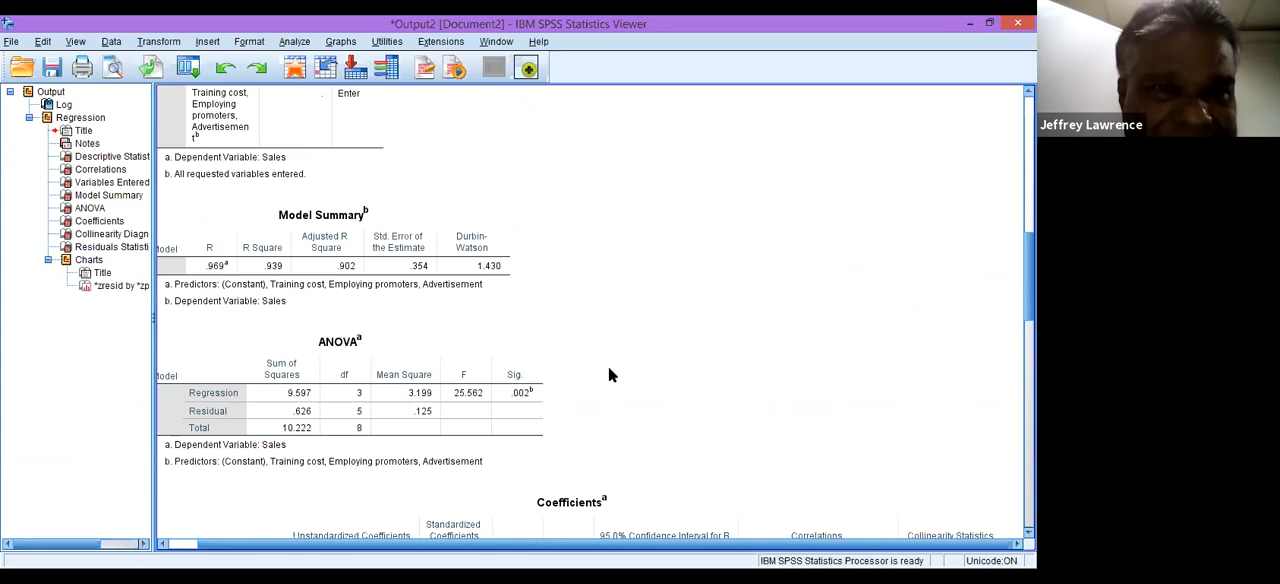 *Output2 [Document2] - IBM SPSS Statistics Viewer
File Edit View Data Transform Insert Format Analyze Graphs Utilities Extensions Window Help
Output
Log
Regression
Title
Notes
Descriptive Statist
Correlations
Variables Entered
Model Summary
ANOVA
Coefficients
Collinearity Diagn
Residuals Statisti
Charts
Title
*zresid by *zp
Training cost, . Enter
Employing
promoters,
Advertisemen
t b
a. Dependent Variable: Sales
b. All requested variables entered.
Model Summary b
Model R R Square Adjusted R Square Std. Error of the Estimate Durbin-Watson
.969a .939 .902 .354 1.430
a. Predictors: (Constant), Training cost, Employing promoters, Advertisement
b. Dependent Variable: Sales
ANOVA a
Model Sum of Squares df Mean Square F Sig.
Regression 9.597 3 3.199 25.562 .002b
Residual .626 5 .125
Total 10.222 8
a. Dependent Variable: Sales
b. Predictors: (Constant), Training cost, Employing promoters, Advertisement
Coefficients a
Unstandardized Coefficients Standardized Coefficients 95.0% Confidence Interval for B Correlations Collinearity Statistics
IBM SPSS Statistics Processor is ready Unicode:ON
Jeffrey Lawrence